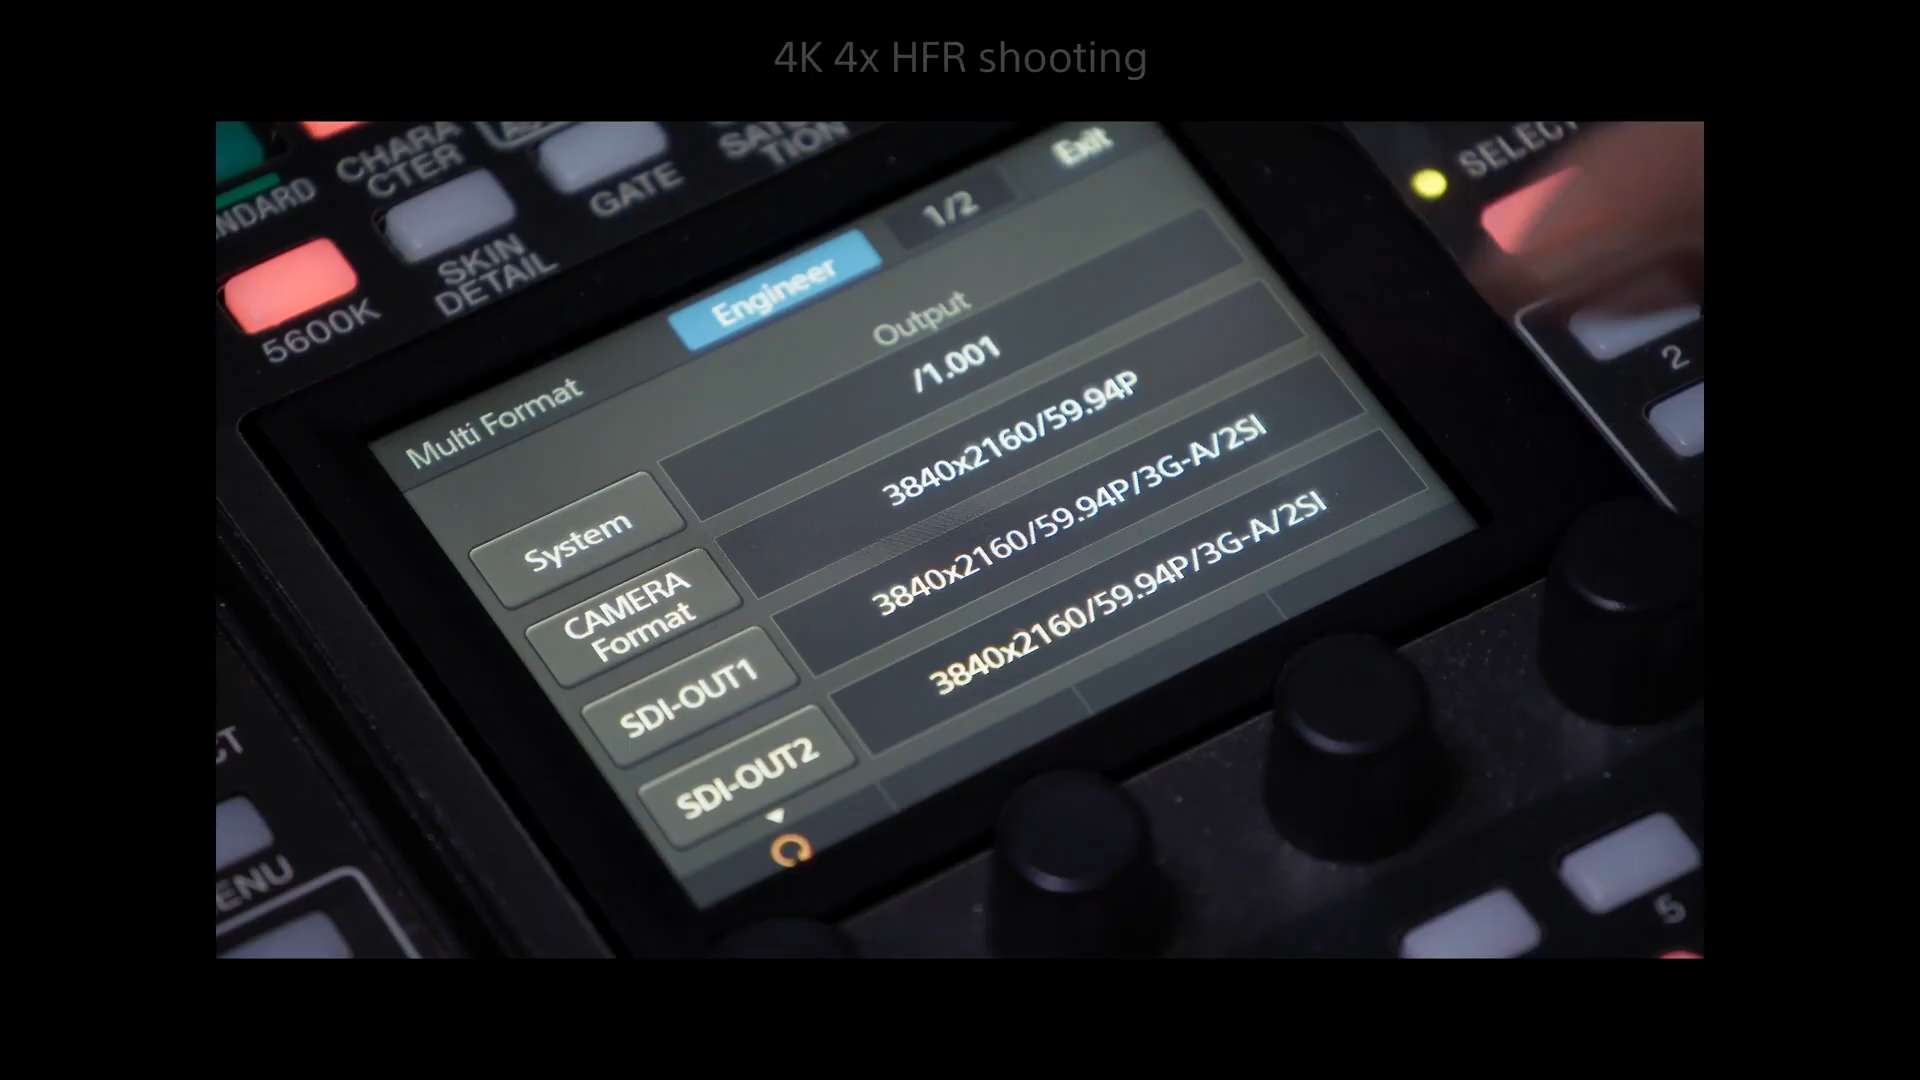 4K 4x HFR shooting
CHARA
CTER
GATE
SKIN
DETAIL
5600K
SELECT
2
Exit
1/2
Engineer
Multi Format
Output
/1.001
System
3840x2160/59.94P
CAMERA
Format
3840x2160/59.94P/3G-A/2SI
SDI-OUT1
3840x2160/59.94P/3G-A/2SI
SDI-OUT2
5